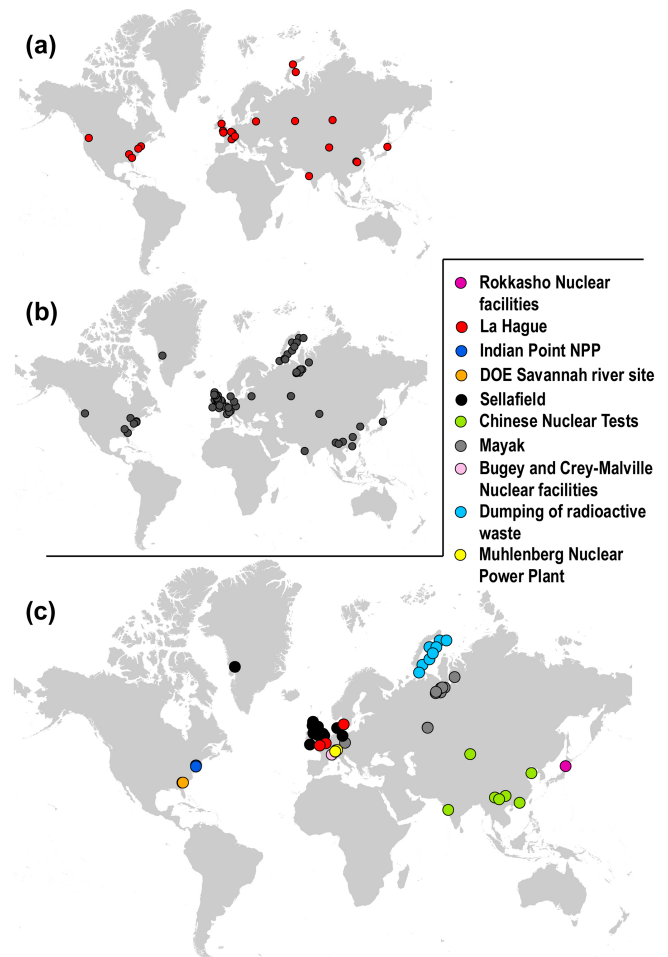 (a)
(b)
Rokkasho Nuclear
facilities
La Hague
Indian Point NPP
DOE Savannah river site
Sellafield
Chinese Nuclear Tests
Mayak
Bugey and Crey-Malville
Nuclear facilities
Dumping of radioactive
waste
Muhlenberg Nuclear
Power Plant
(c)